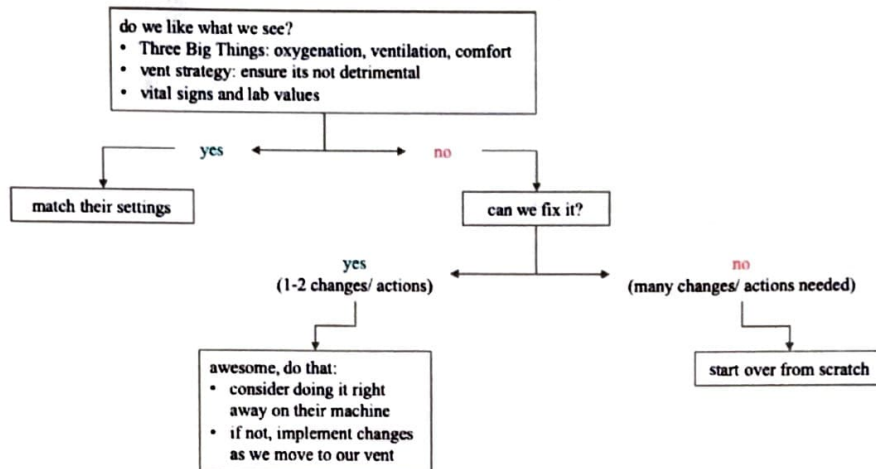 do we like what we see?
• Three Big Things: oxygenation, ventilation, comfort
• vent strategy: ensure its not detrimental
• vital signs and lab values
yes
no
match their settings
can we fix it?
yes
(1-2 changes/ actions)
no
(many changes/ actions needed)
awesome, do that:
• consider doing it right
away on their machine
• if not, implement changes
as we move to our vent
start over from scratch